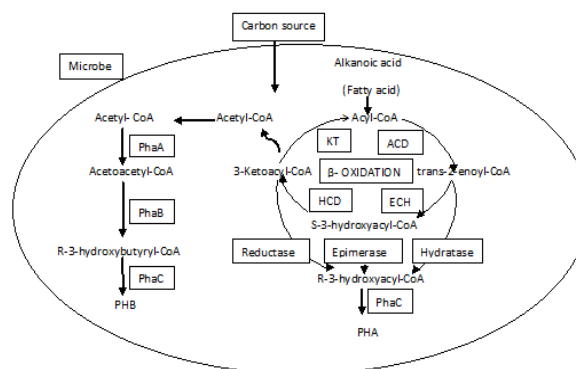 Carbon source
Microbe
Alkanoic acid
(Fatty acid)
Acetyl- CoA
Acetyl-CoA
Acyl-CoA
PhaA
KT
ACD
Acetoacetyl-CoA
3-Ketoacyl-CoA
β- OXIDATION
trans-2-enoyl-CoA
PhaB
HCD
ECH
S-3-hydroxyacyl-CoA
R-3-hydroxybutyryl-CoA
Reductase
Epimerase
Hydratase
PhaC
R-3-hydroxyacyl-CoA
PHB
PhaC
PHA